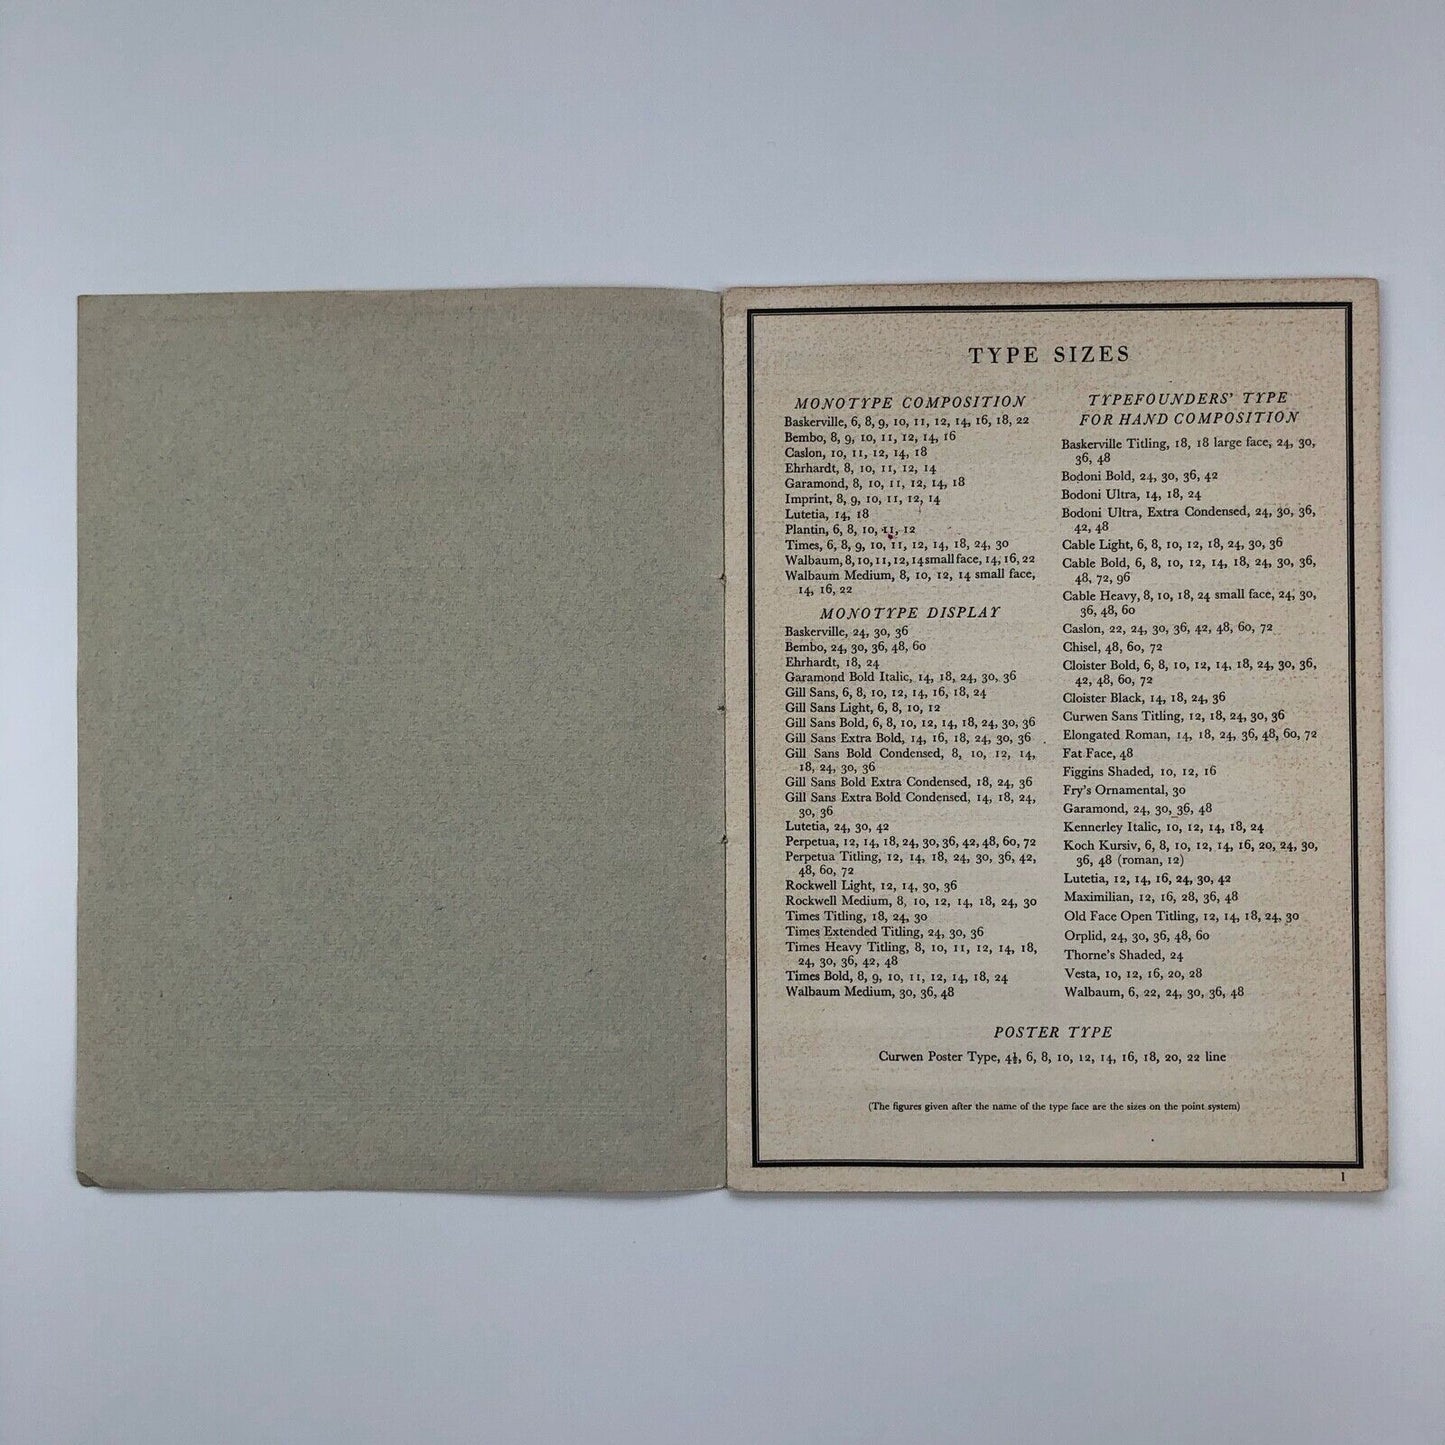 TYPE SIZES
MONOTYPE COMPOSITION
Baskerville, 6, 8, 9, 10, 11, 12, 14, 16, 18, 22
Bembo, 8, 9, 10, 11, 12, 14, 16
Caslon, 10, 11, 12, 14, 18
Ehrhardt, 8, 10, 11, 12, 14
Garamond, 8, 10, 11, 12, 14, 18
Imprint, 8, 9, 10, 11, 12, 14
Lutetia, 14, 18
Plantin, 6, 8, 10, 11, 12
Times, 6, 8, 9, 10, 11, 12, 14, 18, 24, 30
Walbaum, 8, 10, 11, 12, 14 small face, 14, 16, 22
Walbaum Medium, 8, 10, 12, 14 small face,
14, 16, 22
MONOTYPE DISPLAY
Baskerville, 24, 30, 36
Bembo, 24, 30, 36, 48, 60
Ehrhardt, 18, 24
Garamond Bold Italic, 14, 18, 24, 30, 36
Gill Sans, 6, 8, 10, 12, 14, 16, 18, 24
Gill Sans Light, 6, 8, 10, 12
Gill Sans Bold, 6, 8, 10, 12, 14, 18, 24, 30, 36
Gill Sans Extra Bold, 14, 16, 18, 24, 30, 36
Gill Sans Bold Condensed, 8, 10, 12, 14,
18, 24, 30, 36
Gill Sans Bold Extra Condensed, 18, 24, 36
Gill Sans Extra Bold Condensed, 14, 18, 24,
30, 36
Lutetia, 24, 30, 42
Perpetua, 12, 14, 18, 24, 30, 36, 42, 48, 60, 72
Perpetua Titling, 12, 14, 18, 24, 30, 36, 42,
48, 60, 72
Rockwell Light, 12, 14, 30, 36
Rockwell Medium, 8, 10, 12, 14, 18, 24, 30
Times Titling, 18, 24, 30
Times Extended Titling, 24, 30, 36
Times Heavy Titling, 8, 10, 11, 12, 14, 18,
24, 30, 36, 42, 48
Times Bold, 8, 9, 10, 11, 12, 14, 18, 24
Walbaum Medium, 30, 36, 48
TYPEFOUNDERS' TYPE
FOR HAND COMPOSITION
Baskerville Titling, 18, 18 large face, 24, 30,
36, 48
Bodoni Bold, 24, 30, 36, 42
Bodoni Ultra, 14, 18, 24
Bodoni Ultra, Extra Condensed, 24, 30, 36,
42, 48
Cable Light, 6, 8, 10, 12, 18, 24, 30, 36
Cable Bold, 6, 8, 10, 12, 14, 18, 24, 30, 36,
48, 72, 96
Cable Heavy, 8, 10, 18, 24 small face, 24, 30,
36, 48, 60
Caslon, 22, 24, 30, 36, 42, 48, 60, 72
Chisel, 48, 60, 72
Cloister Bold, 6, 8, 10, 12, 14, 18, 24, 30, 36,
42, 48, 60, 72
Cloister Black, 14, 18, 24, 36
Curwen Sans Titling, 12, 18, 24, 30, 36
Elongated Roman, 14, 18, 24, 36, 48, 60, 72
Fat Face, 48
Figgins Shaded, 10, 12, 16
Fry's Ornamental, 30
Garamond, 24, 30, 36, 48
Kennerley Italic, 10, 12, 14, 18, 24
Koch Kursiv, 6, 8, 10, 12, 14, 16, 20, 24, 30,
36, 48 (roman, 12)
Lutetia, 12, 14, 16, 24, 30, 42
Maximilian, 12, 16, 28, 36, 48
Old Face Open Titling, 12, 14, 18, 24, 30
Orplid, 24, 30, 36, 48, 60
Thorne's Shaded, 24
Vesta, 10, 12, 16, 20, 28
Walbaum, 6, 22, 24, 30, 36, 48
POSTER TYPE
Curwen Poster Type, 4½, 6, 8, 10, 12, 14, 16, 18, 20, 22 line
(The figures given after the name of the type face are the sizes on the point system)
1